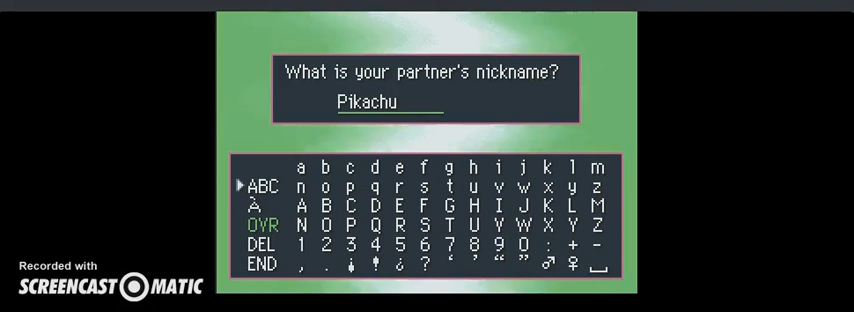 What is your partner's nickname?
Pikachu
a b c d e f g h i j k l m
ABC n o p q r s t u v w x y z
À A B C D E F G H I J K L M
OVR N O P Q R S T U V W X Y Z
DEL 1 2 3 4 5 6 7 8 9 0 : + -
END , . ¡ ! ¿ ? ‘ ’ “ ” ♂ ♀ ⎵
Recorded with
SCREENCAST O MATIC